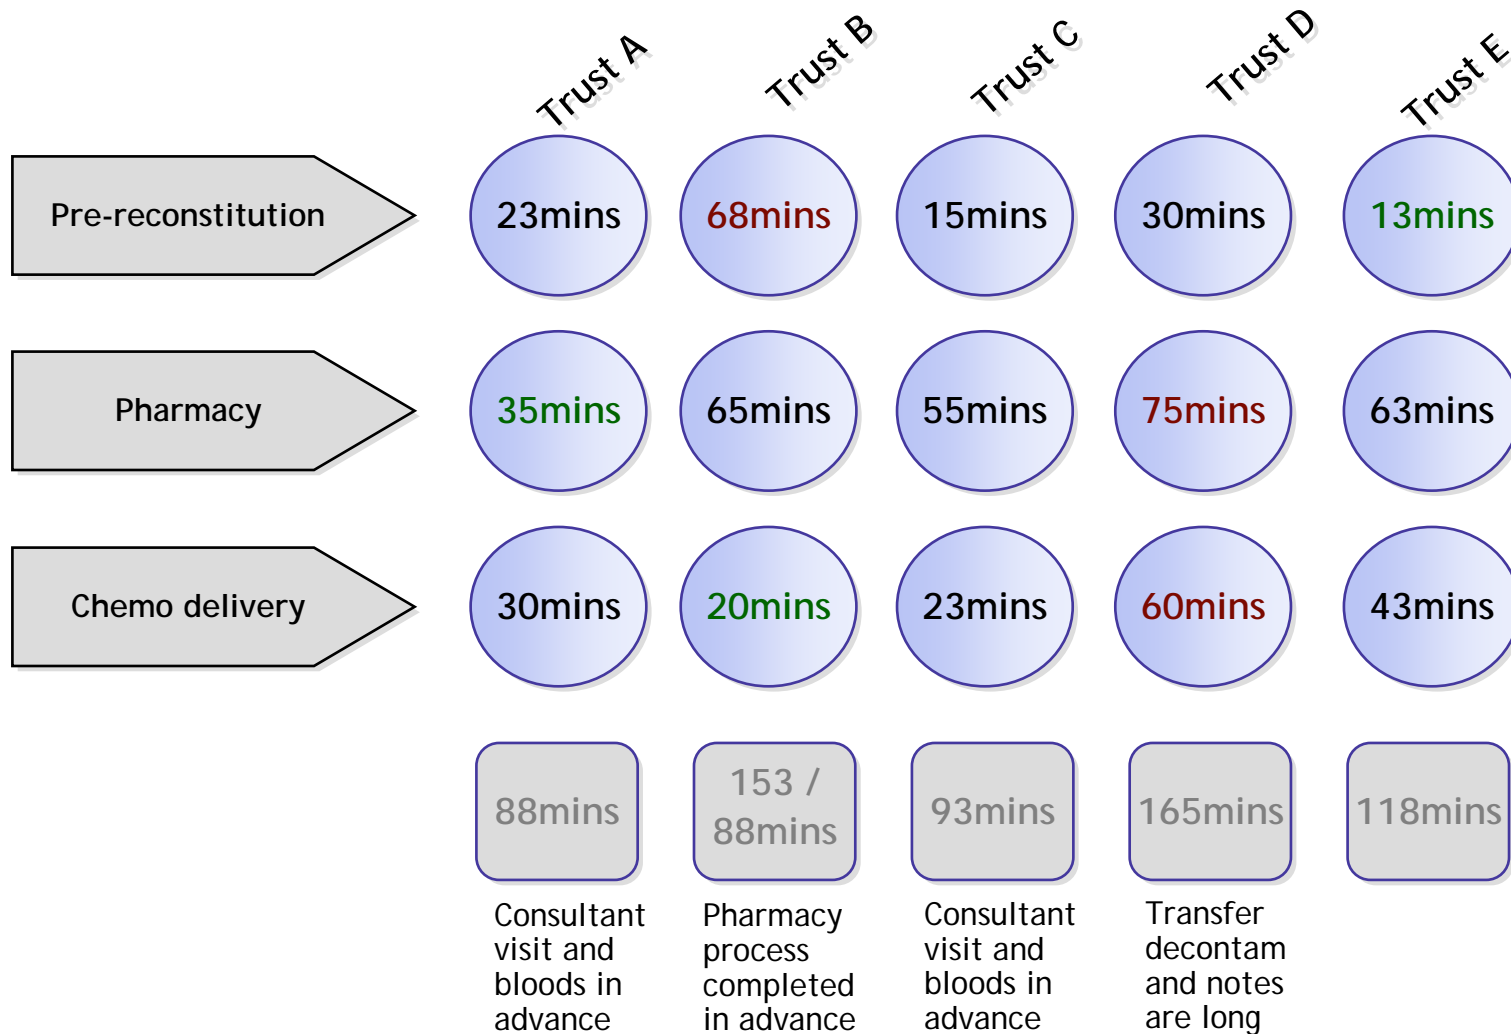 Trust A
Trust B
Trust C
Trust D
Trust E
Pre-reconstitution
23mins
68mins
15mins
30mins
13mins
Pharmacy
35mins
65mins
55mins
75mins
63mins
Chemo delivery
30mins
20mins
23mins
60mins
43mins
88mins
153 /
88mins
93mins
165mins
118mins
Consultant
visit and
bloods in
advance
Pharmacy
process
completed
in advance
Consultant
visit and
bloods in
advance
Transfer
decontam
and notes
are long